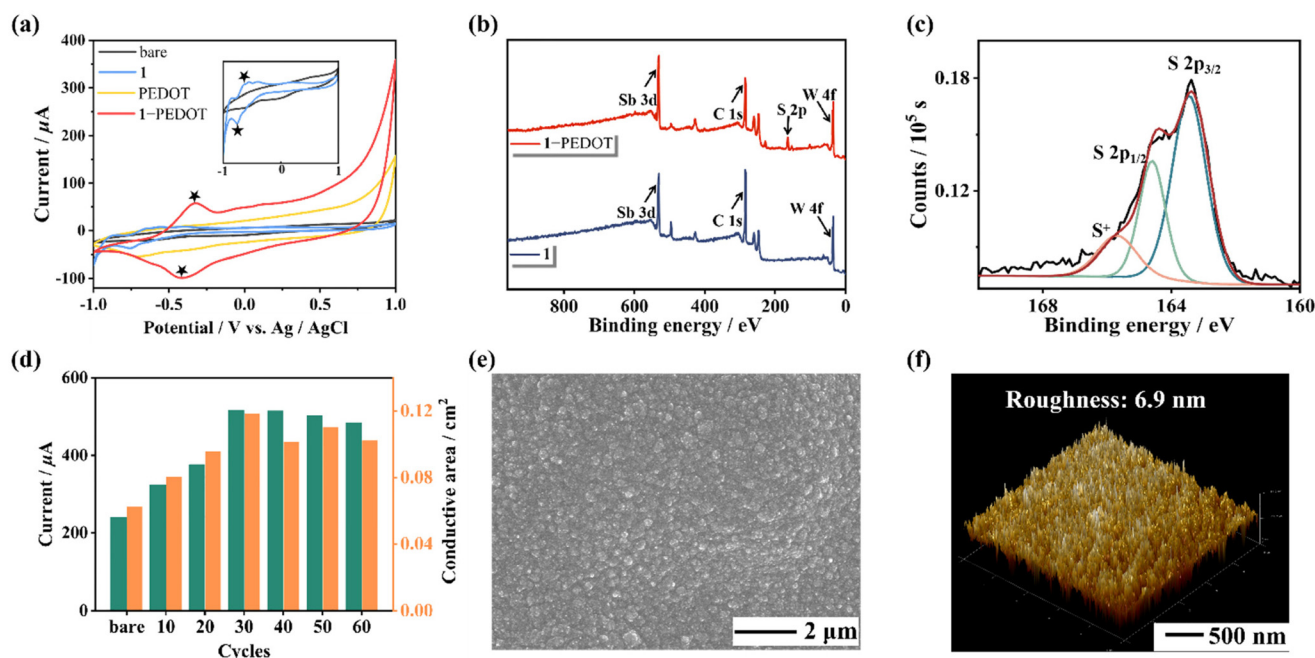 (a)
400
300
200
100
0
-100
Current / µA
bare
1
PEDOT
1−PEDOT
-1 0 1
-1.0 -0.5 0.0 0.5 1.0
Potential / V vs. Ag / AgCl
(b)
Sb 3d
C 1s
S 2p
W 4f
1−PEDOT
Sb 3d
C 1s
W 4f
1
800 600 400 200 0
Binding energy / eV
(c)
0.18
0.12
Counts / 10⁵ s
S 2p3/2
S 2p1/2
S⁺
168 164 160
Binding energy / eV
(d)
600
400
200
0
Current / µA
0.12
0.08
0.04
0.00
Conductive area / cm²
bare 10 20 30 40 50 60
Cycles
(e)
2 µm
(f)
Roughness: 6.9 nm
500 nm